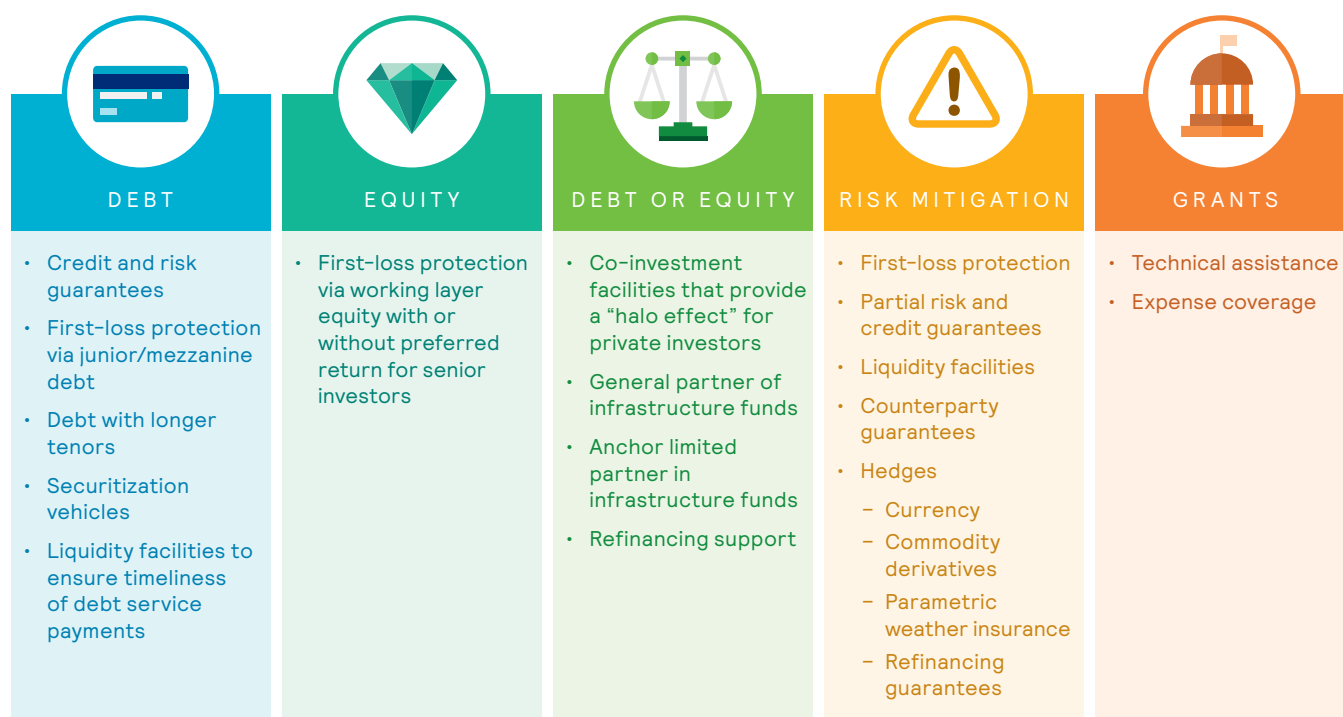 DEBT
• Credit and risk
guarantees
• First-loss protection
via junior/mezzanine
debt
• Debt with longer
tenors
• Securitization
vehicles
• Liquidity facilities to
ensure timeliness
of debt service
payments
EQUITY
• First-loss protection
via working layer
equity with or
without preferred
return for senior
investors
DEBT OR EQUITY
• Co-investment
facilities that provide
a “halo effect” for
private investors
• General partner of
infrastructure funds
• Anchor limited
partner in
infrastructure funds
• Refinancing support
RISK MITIGATION
• First-loss protection
• Partial risk and
credit guarantees
• Liquidity facilities
• Counterparty
guarantees
• Hedges
– Currency
– Commodity
derivatives
– Parametric
weather insurance
– Refinancing
guarantees
GRANTS
• Technical assistance
• Expense coverage